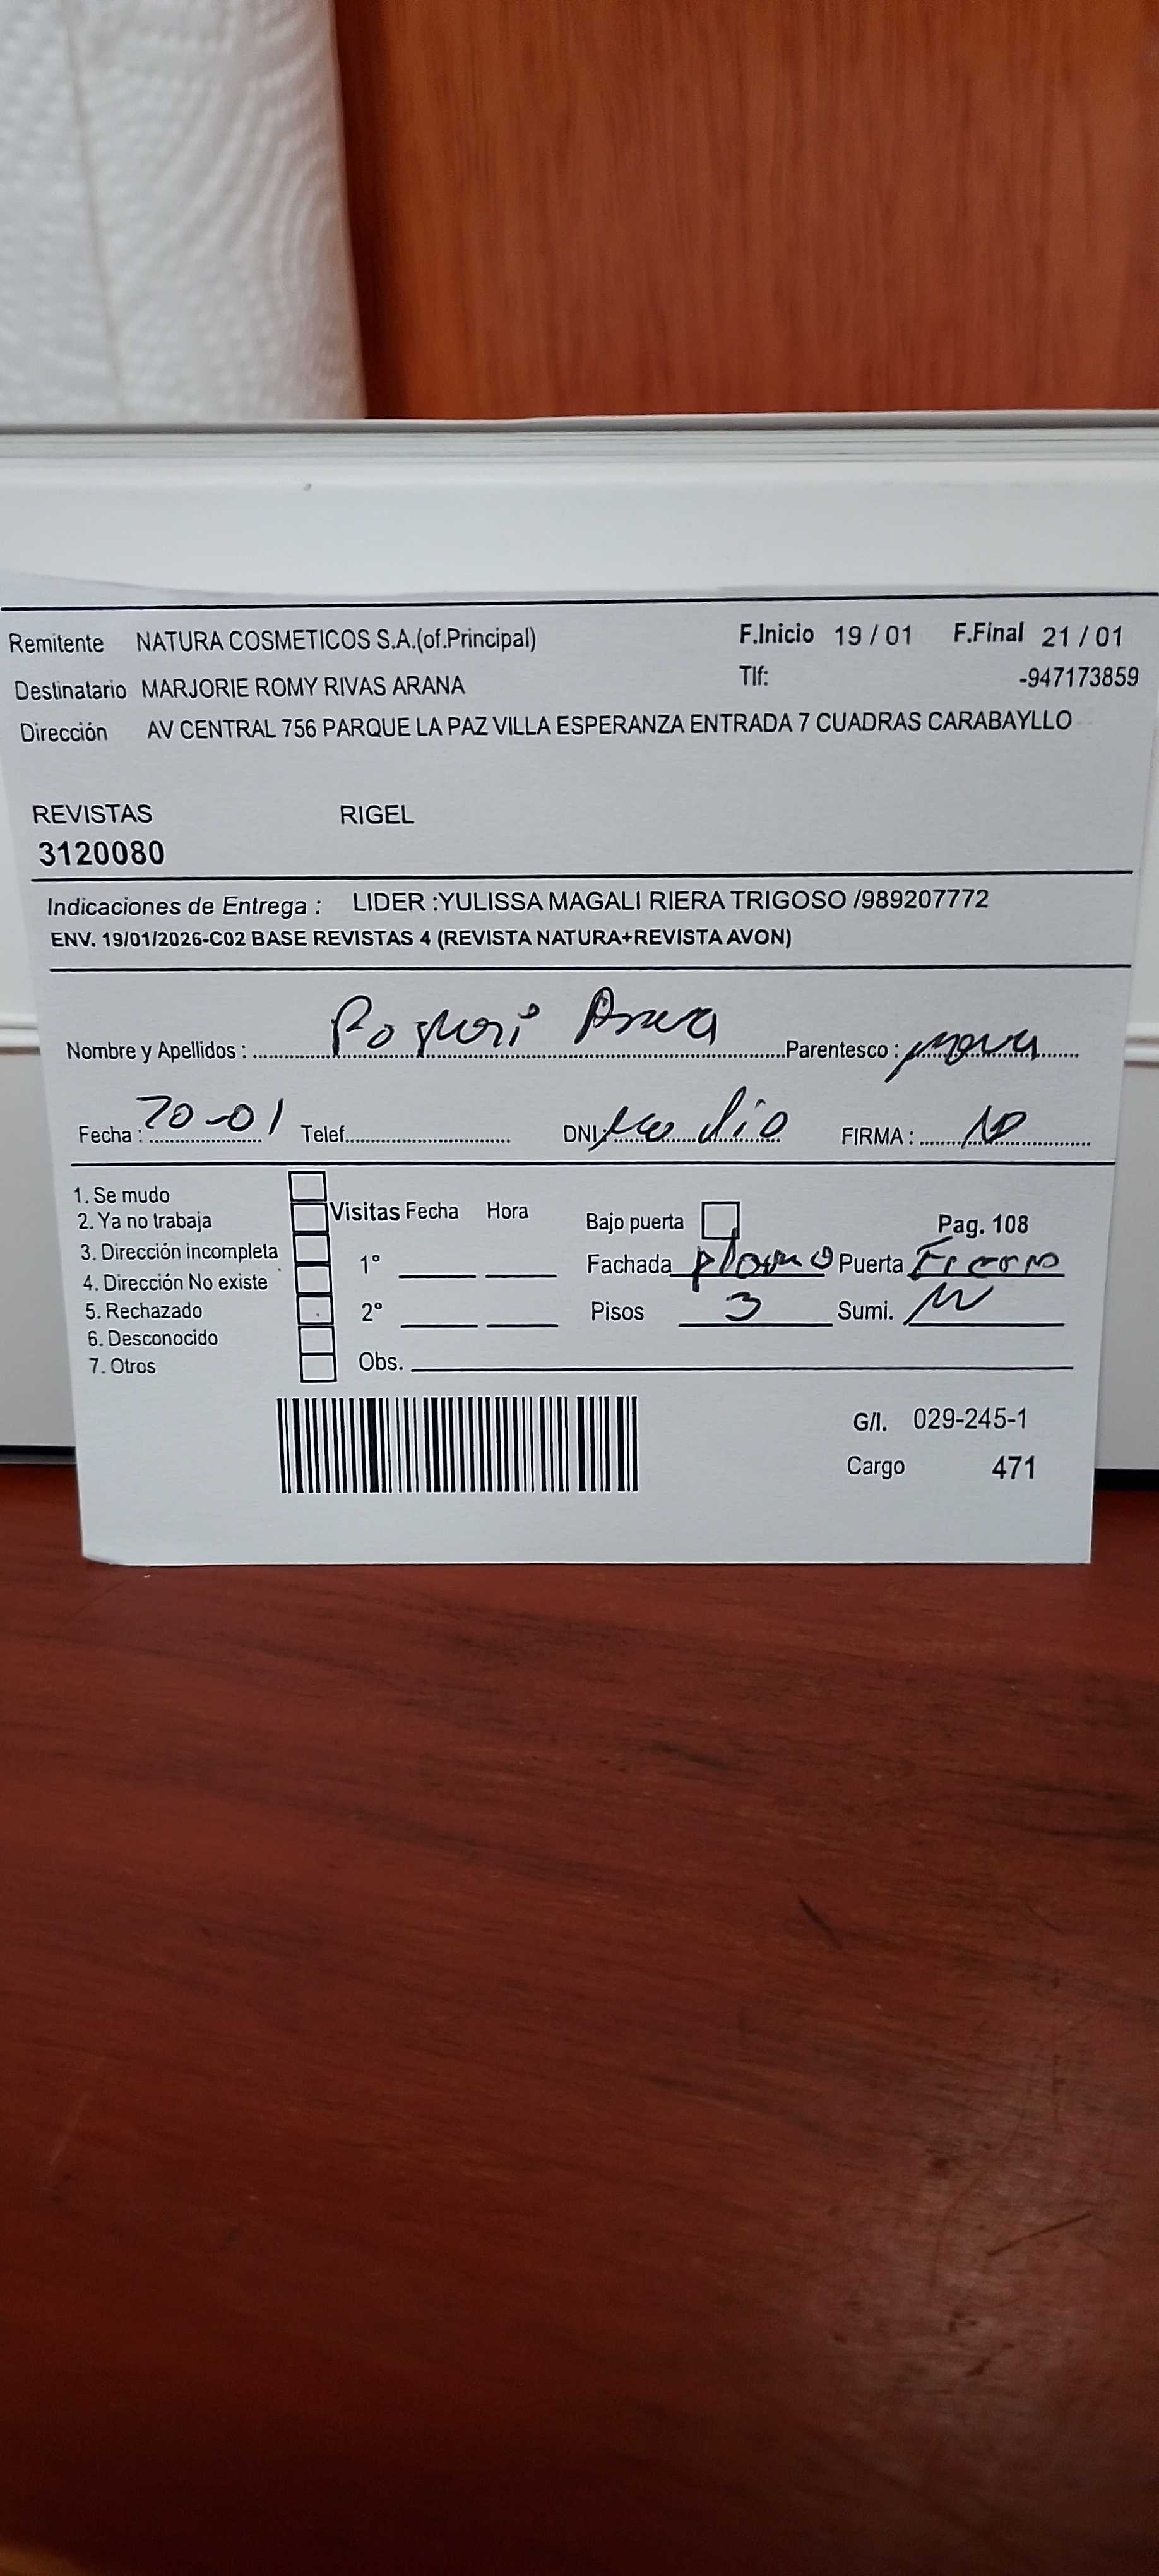 Remitente NATURA COSMETICOS S.A.(of.Principal) F.Inicio 19 / 01 F.Final 21 / 01
Destinatario MARJORIE ROMY RIVAS ARANA Tlf: -947173859
Dirección AV CENTRAL 756 PARQUE LA PAZ VILLA ESPERANZA ENTRADA 7 CUADRAS CARABAYLLO
REVISTAS RIGEL
3120080
Indicaciones de Entrega : LIDER :YULISSA MAGALI RIERA TRIGOSO /989207772
ENV. 19/01/2026-C02 BASE REVISTAS 4 (REVISTA NATURA+REVISTA AVON)
Nombre y Apellidos : Parentesco :
Fecha : 20-01 Telef. DNI: no dio FIRMA : NO
1. Se mudo
2. Ya no trabaja Visitas Fecha Hora Bajo puerta Pag. 108
3. Dirección incompleta 1° Fachada plomo Puerta Fierro
4. Dirección No existe
5. Rechazado 2° Pisos 3 Sumi.
6. Desconocido
7. Otros Obs.
G/I. 029-245-1
Cargo 471